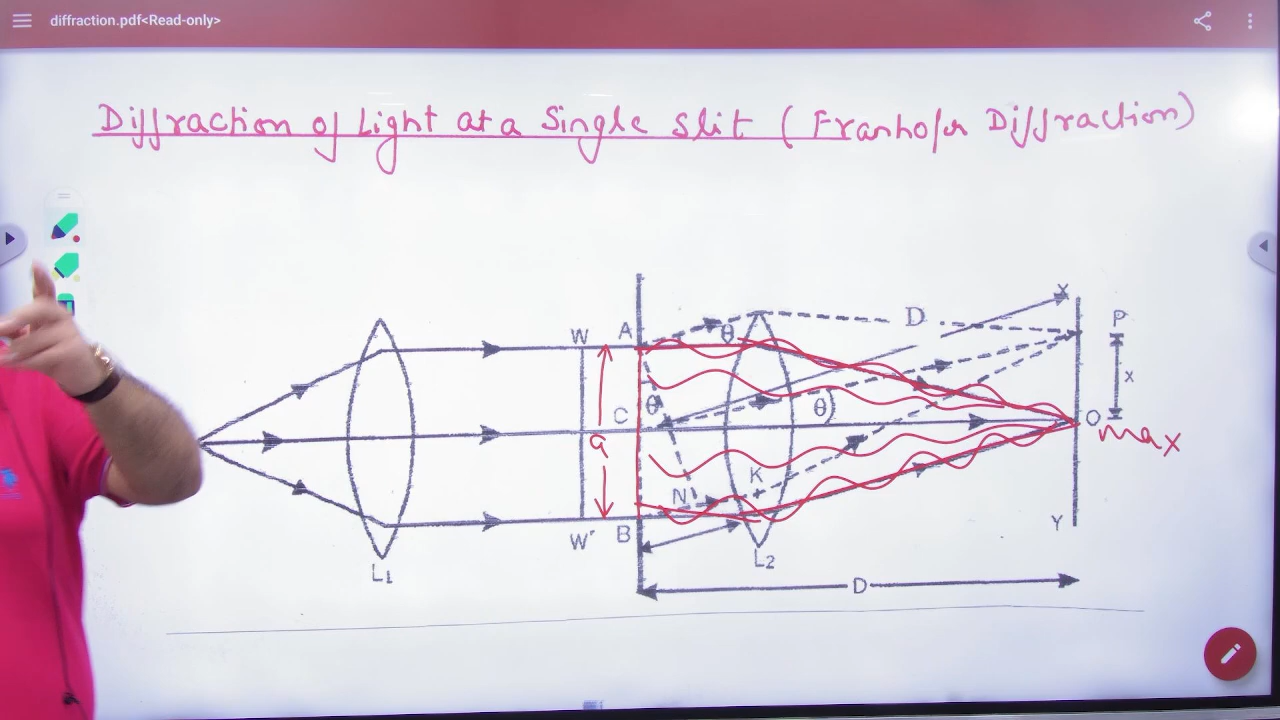 diffraction.pdf<Read-only>
Diffraction of Light at a Single Slit ( Franhofer Diffraction)
X
W A θ D P
x
C θ θ O max
a
N K
W' B Y
L1 L2
D